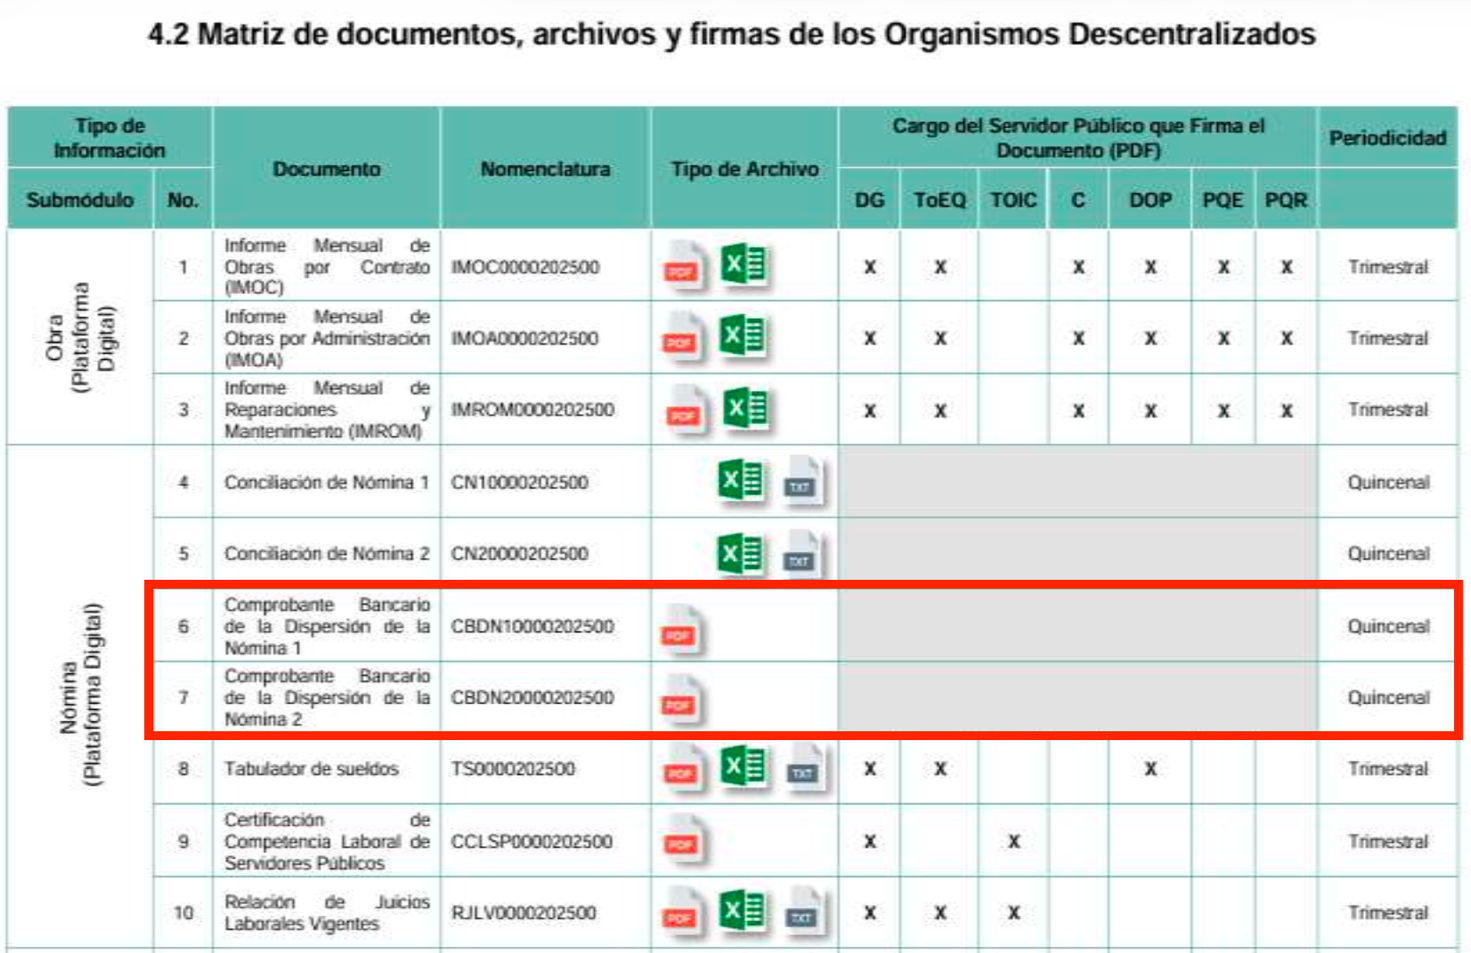 4.2 Matriz de documentos, archivos y firmas de los Organismos Descentralizados
Tipo de Información Documento Nomenclatura Tipo de Archivo Cargo del Servidor Público que Firma el Documento (PDF) Periodicidad
Submódulo No. DG ToEQ TOIC C DOP PQE PQR
Obra
(Plataforma
Digital)
1 Informe Mensual de Obras por Contrato (IMOC) IMOC0000202500 PDF X X X X X X X Trimestral
2 Informe Mensual de Obras por Administración (IMOA) IMOA0000202500 PDF X X X X X X X Trimestral
3 Informe Mensual de Reparaciones y Mantenimiento (IMROM) IMROM0000202500 PDF X X X X X X X Trimestral
Nómina
(Plataforma Digital)
4 Conciliación de Nómina 1 CN10000202500 X TXT Quincenal
5 Conciliación de Nómina 2 CN20000202500 X TXT Quincenal
6 Comprobante Bancario de la Dispersión de la Nómina 1 CBDN10000202500 PDF Quincenal
7 Comprobante Bancario de la Dispersión de la Nómina 2 CBDN20000202500 PDF Quincenal
8 Tabulador de sueldos TS0000202500 PDF X TXT X X X Trimestral
9 Certificación de Competencia Laboral de Servidores Públicos CCLSP0000202500 PDF X X Trimestral
10 Relación de Juicios Laborales Vigentes RJLV0000202500 PDF X TXT X X X Trimestral